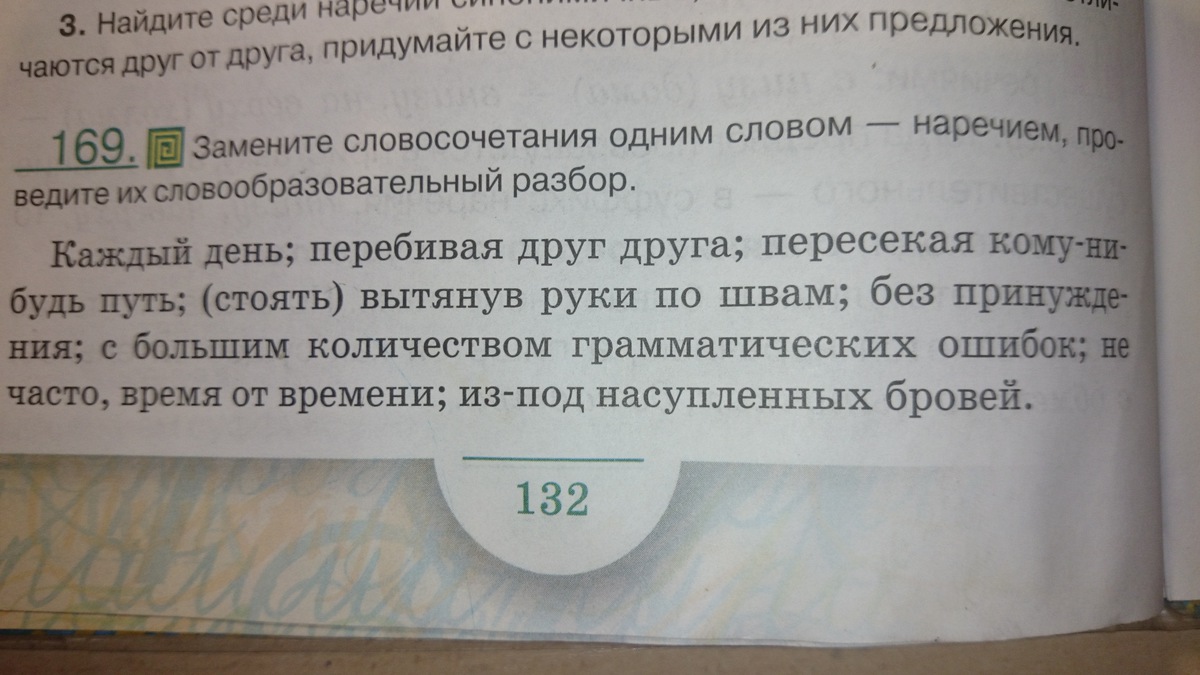 3. Найдите среди наречий
чаются друг от друга, придумайте с некоторыми из них предложения.
169. Замените словосочетания одним словом — наречием, про-
ведите их словообразовательный разбор.
Каждый день; перебивая друг друга; пересекая кому-ни-
будь путь; (стоять) вытянув руки по швам; без принужде-
ния; с большим количеством грамматических ошибок; не
часто, время от времени; из-под насупленных бровей.
132